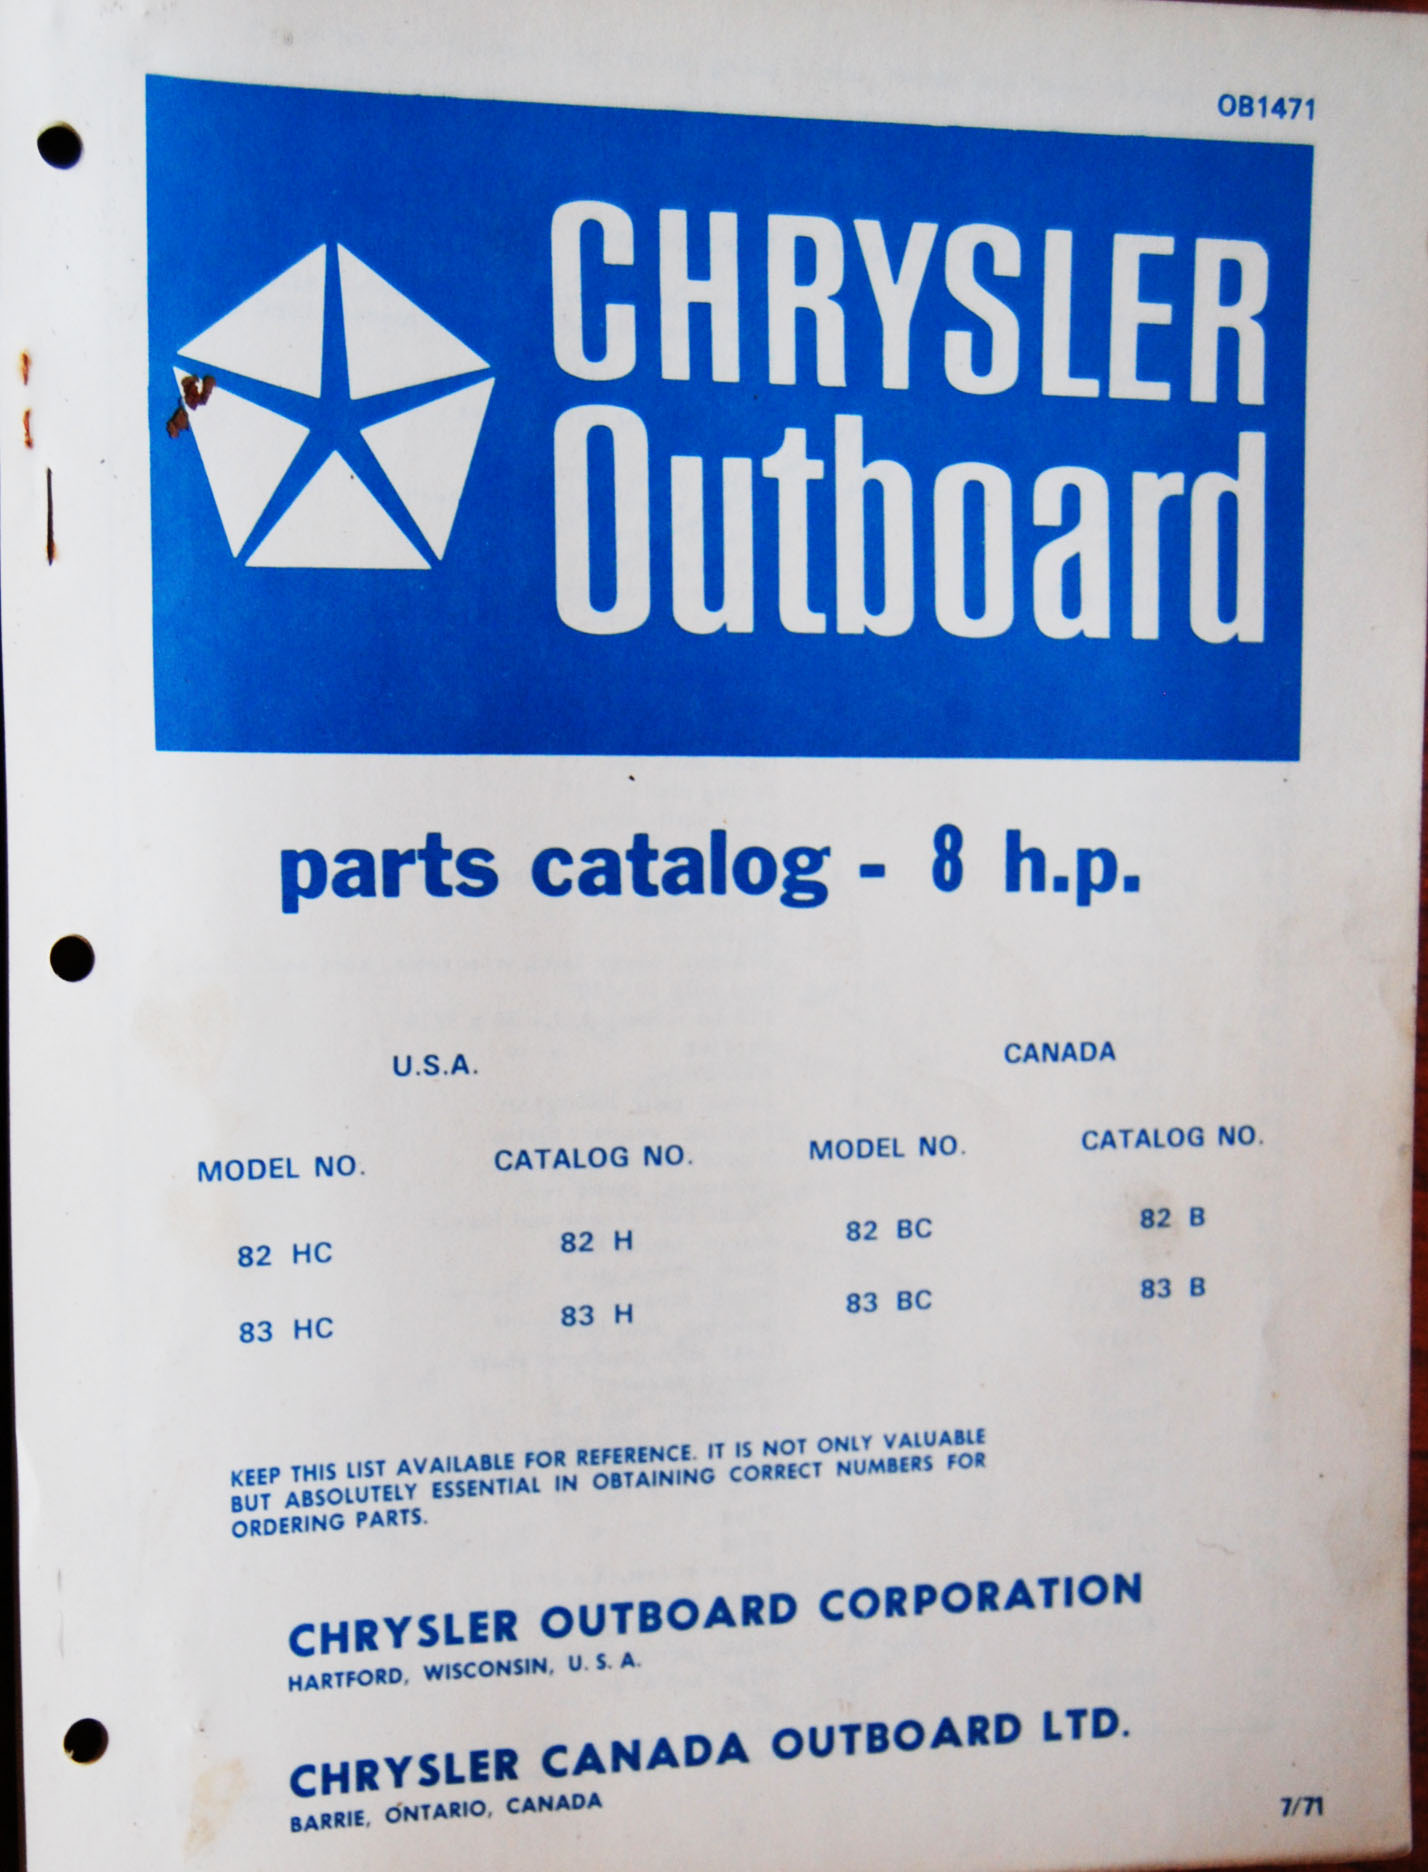 OB1471
CHRYSLER
Outboard
parts catalog - 8 h.p.
U.S.A. CANADA
MODEL NO. CATALOG NO. MODEL NO. CATALOG NO.
82 HC 82 H 82 BC 82 B
83 HC 83 H 83 BC 83 B
KEEP THIS LIST AVAILABLE FOR REFERENCE. IT IS NOT ONLY VALUABLE
BUT ABSOLUTELY ESSENTIAL IN OBTAINING CORRECT NUMBERS FOR
ORDERING PARTS.
CHRYSLER OUTBOARD CORPORATION
HARTFORD, WISCONSIN, U. S. A.
CHRYSLER CANADA OUTBOARD LTD.
BARRIE, ONTARIO, CANADA
7/71